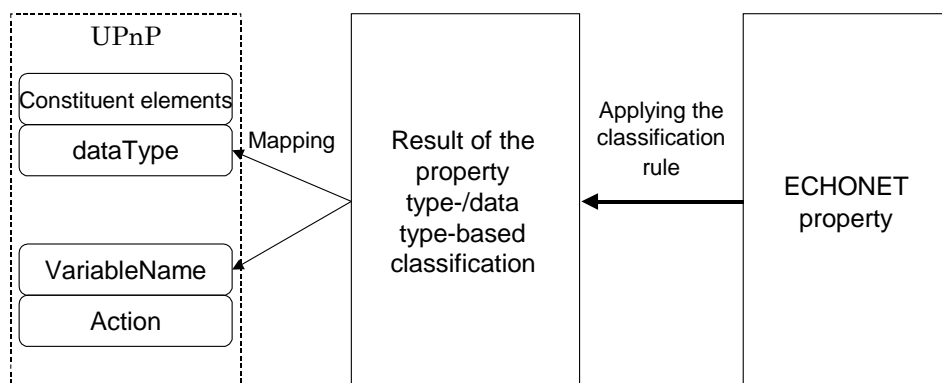 UPnP
Constituent elements
dataType
VariableName
Action
Mapping
Result of the
property
type-/data
type-based
classification
Applying the
classification
rule
ECHONET
property